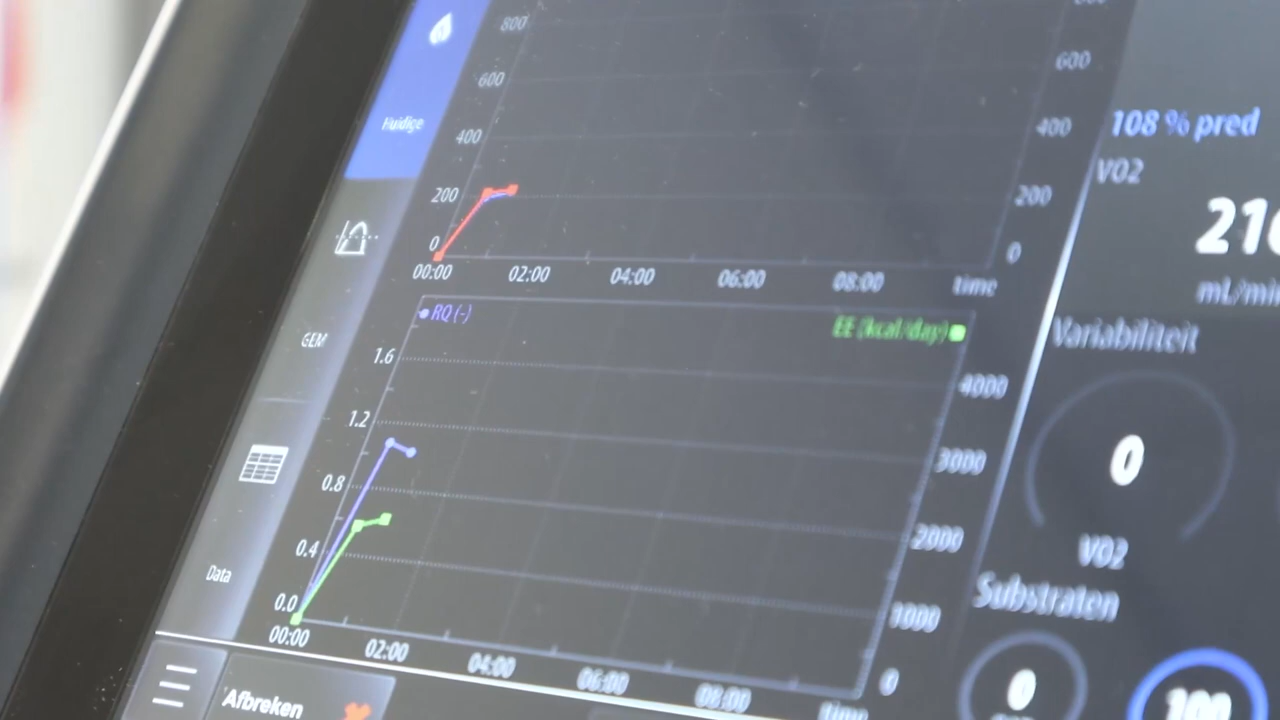 Huidige
GEM
Data
Afbreken
800
600
400
200
0
00:00
02:00
04:00
06:00
08:00
time
600
400
200
0
RQ (-)
EE (kcal/day)
1.6
1.2
0.8
0.4
0.0
00:00
02:00
04:00
06:00
08:00
time
4000
3000
2000
1000
0
108 % pred
VO2
mL/min
Variabiliteit
0
VO2
Substraten
0
100